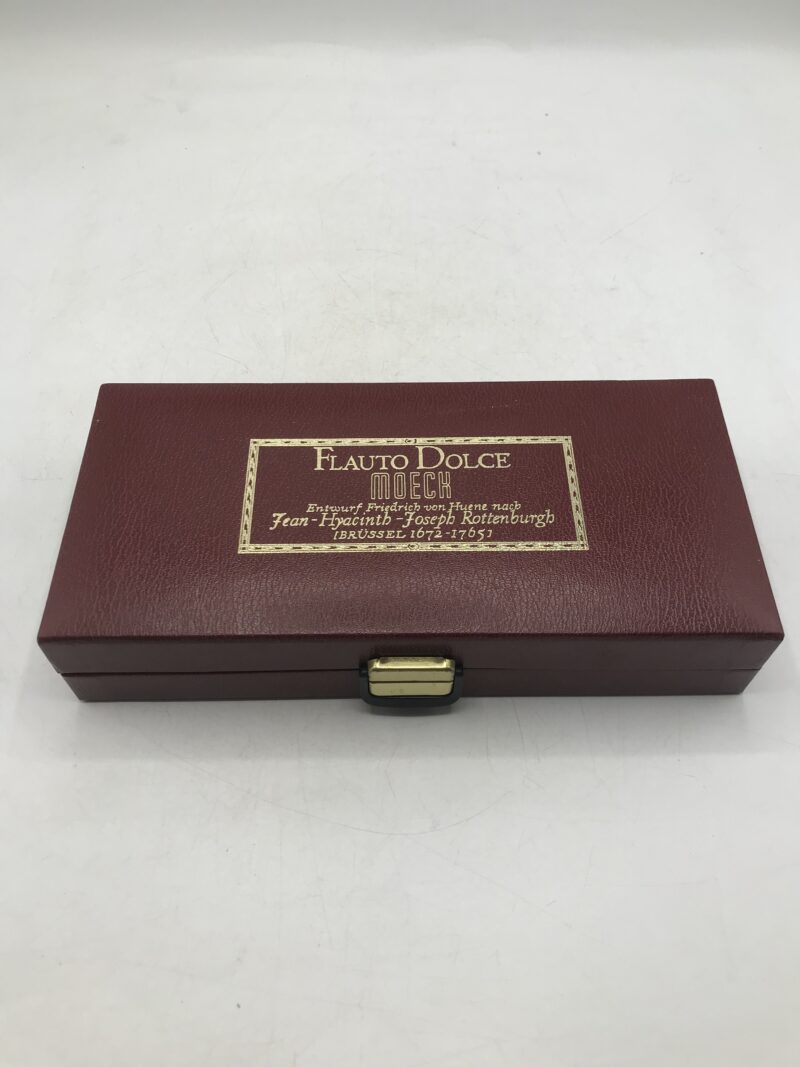 FLAUTO DOLCE
MOECK
Entwurf Friedrich von Huene nach
Jean-Hyacinth-Joseph Rottenburgh
[BRÜSSEL 1672-1765]